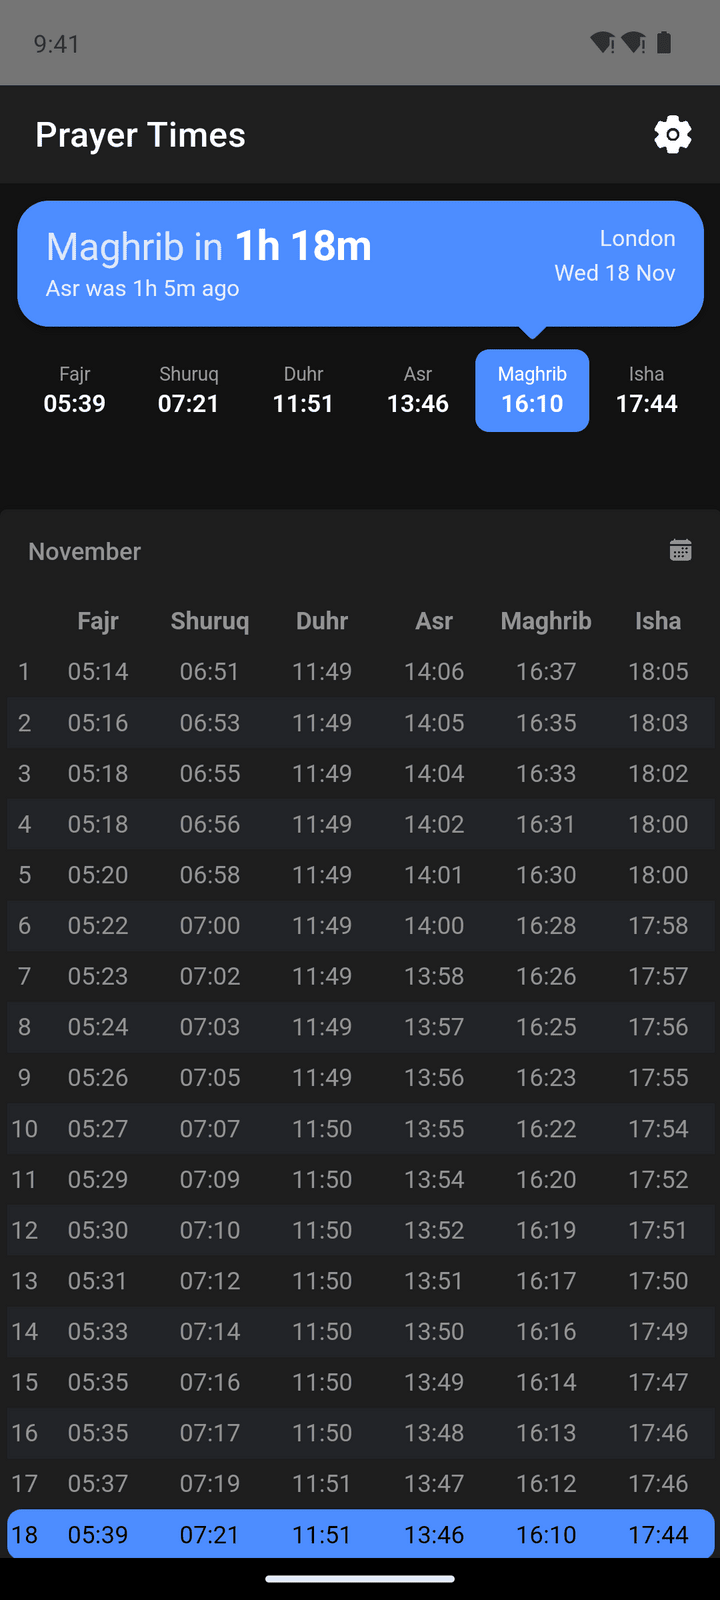 9:41
Prayer Times
Maghrib in 1h 18m
Asr was 1h 5m ago
London
Wed 18 Nov
Fajr Shuruq Duhr Asr Maghrib Isha
05:39 07:21 11:51 13:46 16:10 17:44
November
Fajr Shuruq Duhr Asr Maghrib Isha
1 05:14 06:51 11:49 14:06 16:37 18:05
2 05:16 06:53 11:49 14:05 16:35 18:03
3 05:18 06:55 11:49 14:04 16:33 18:02
4 05:18 06:56 11:49 14:02 16:31 18:00
5 05:20 06:58 11:49 14:01 16:30 18:00
6 05:22 07:00 11:49 14:00 16:28 17:58
7 05:23 07:02 11:49 13:58 16:26 17:57
8 05:24 07:03 11:49 13:57 16:25 17:56
9 05:26 07:05 11:49 13:56 16:23 17:55
10 05:27 07:07 11:50 13:55 16:22 17:54
11 05:29 07:09 11:50 13:54 16:20 17:52
12 05:30 07:10 11:50 13:52 16:19 17:51
13 05:31 07:12 11:50 13:51 16:17 17:50
14 05:33 07:14 11:50 13:50 16:16 17:49
15 05:35 07:16 11:50 13:49 16:14 17:47
16 05:35 07:17 11:50 13:48 16:13 17:46
17 05:37 07:19 11:51 13:47 16:12 17:46
18 05:39 07:21 11:51 13:46 16:10 17:44